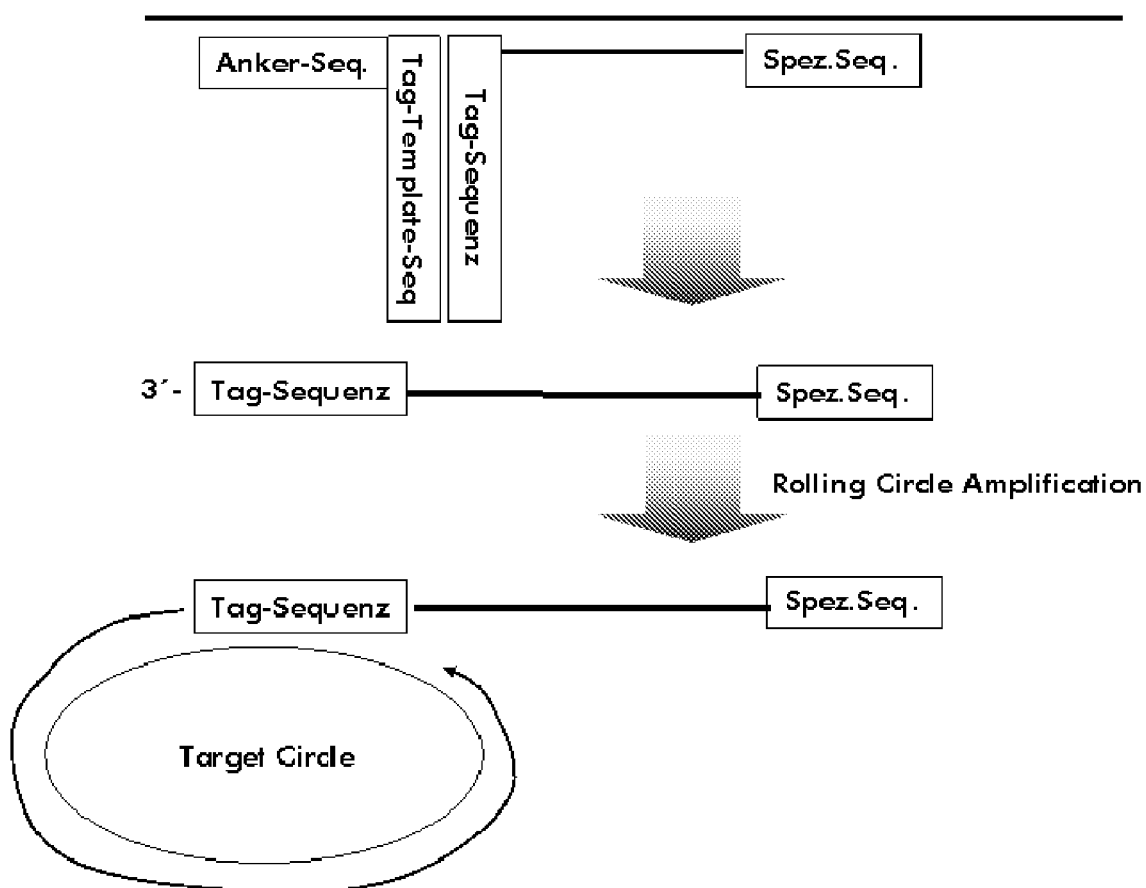 Anker-Seq.
Tag-Template-Seq
Tag-Sequenz
Spez.Seq.
3´-
Tag-Sequenz
Spez.Seq.
Rolling Circle Amplification
Tag-Sequenz
Spez.Seq.
Target Circle